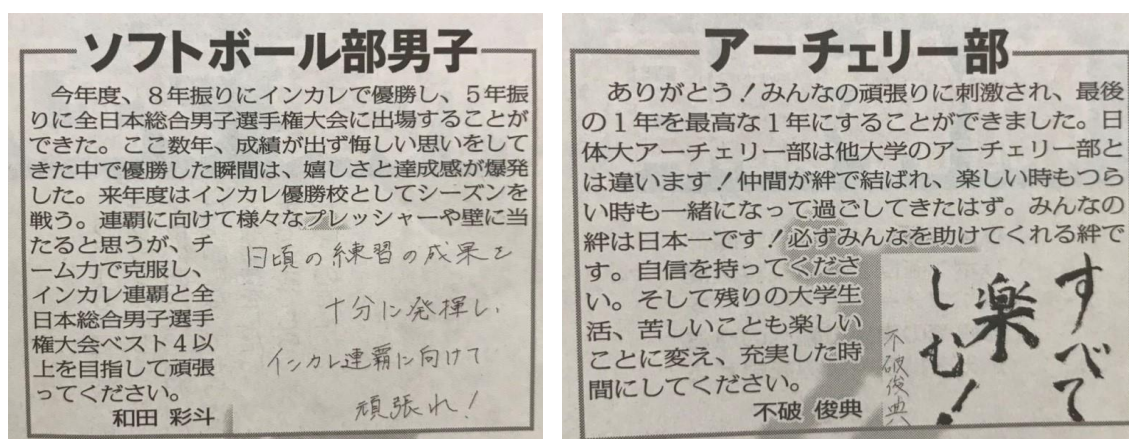 ソフトボール部男子
今年度、８年振りにインカレで優勝し、５年振
りに全日本総合男子選手権大会に出場することが
できた。ここ数年、成績が出ず悔しい思いをして
きた中で優勝した瞬間は、嬉しさと達成感が爆発
した。来年度はインカレ優勝校としてシーズンを
戦う。連覇に向けて様々なプレッシャーや壁に当
たると思うが、チ
ーム力で克服し、
インカレ連覇と全
日本総合男子選手
権大会ベスト４以
上を目指して頑張
ってください。
和田 彩斗
日頃の練習の成果を
十分に発揮し、
インカレ連覇に向けて
頑張れ！
アーチェリー部
ありがとう！みんなの頑張りに刺激され、最後
の１年を最高な１年にすることができました。日
体大アーチェリー部は他大学のアーチェリー部と
は違います！仲間が絆で結ばれ、楽しい時もつら
い時も一緒になって過ごしてきたはず。みんなの
絆は日本一です！必ずみんなを助けてくれる絆で
す。自信を持ってくださ
い。そして残りの大学生
活、苦しいことも楽しい
ことに変え、充実した時
間にしてください。
不破 俊典
すべて
楽
しむ！
不破俊典